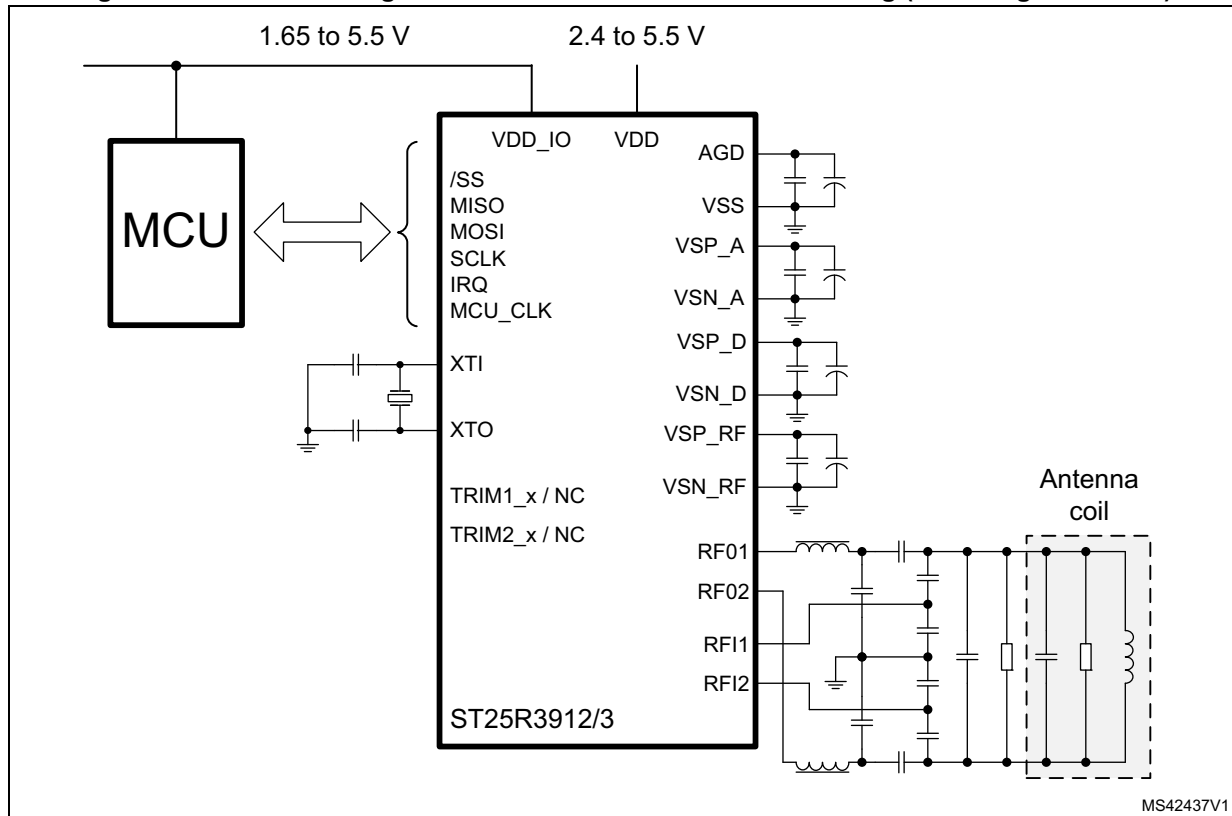 1.65 to 5.5 V
2.4 to 5.5 V
VDD_IO
VDD
MCU
/SS
MISO
MOSI
SCLK
IRQ
MCU_CLK
XTI
XTO
TRIM1_x / NC
TRIM2_x / NC
ST25R3912/3
AGD
VSS
VSP_A
VSN_A
VSP_D
VSN_D
VSP_RF
VSN_RF
RF01
RF02
RFI1
RFI2
Antenna
coil
MS42437V1